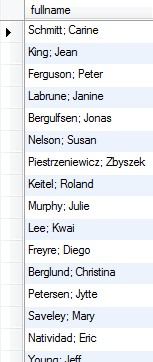 fullname
Schmitt; Carine
King; Jean
Ferguson; Peter
Labrune; Janine
Bergulfsen; Jonas
Nelson; Susan
Piestrzeniewicz; Zbyszek
Keitel; Roland
Murphy; Julie
Lee; Kwai
Freyre; Diego
Berglund; Christina
Petersen; Jytte
Saveley; Mary
Natividad; Eric
Young; Jeff